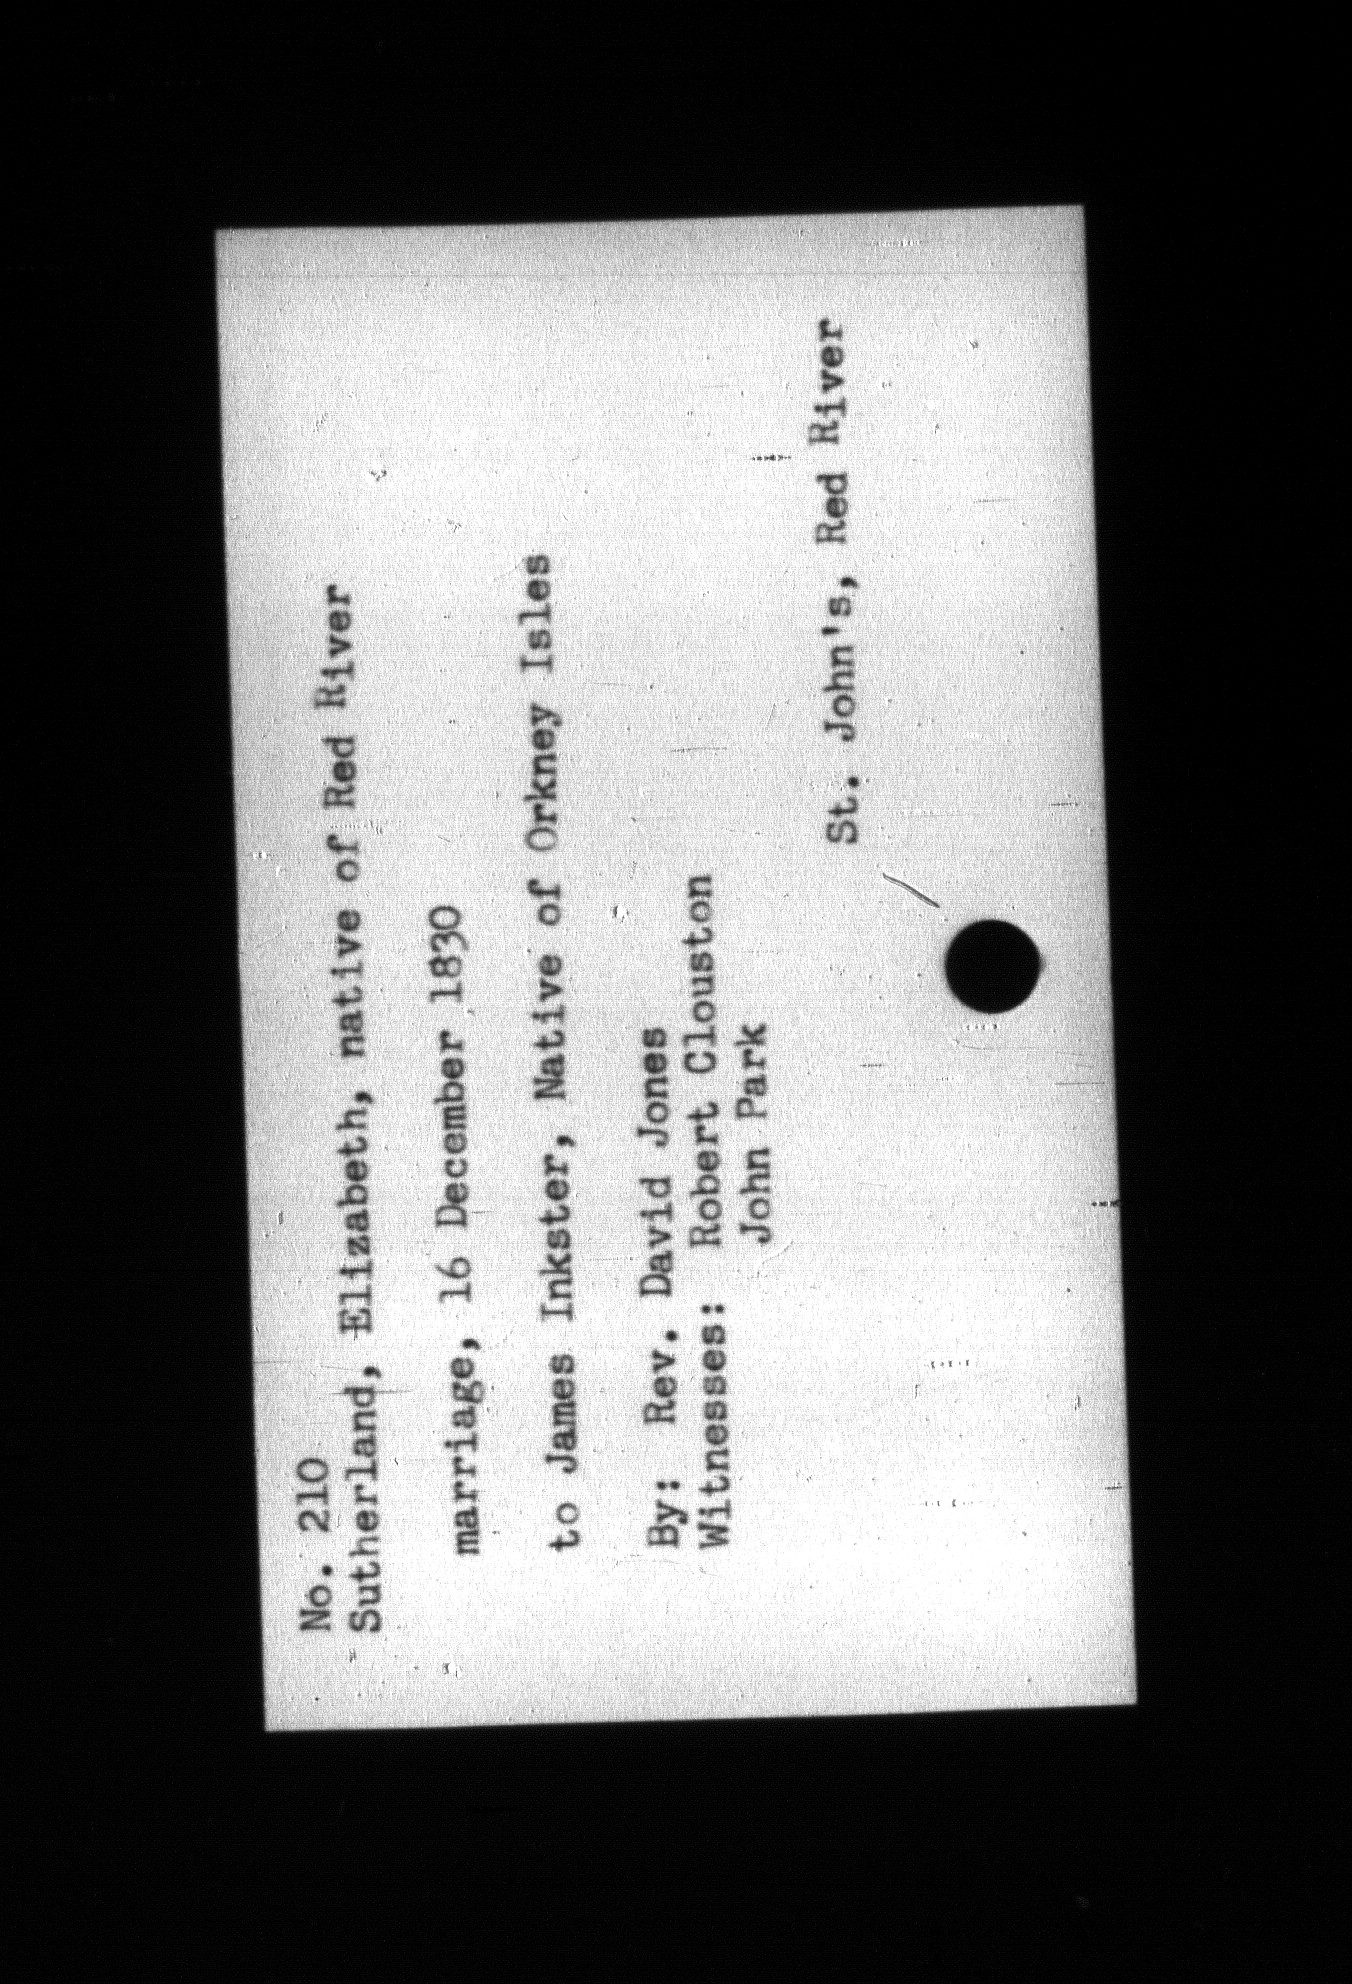 No. 210
Sutherland, Elizabeth, native of Red River
marriage, 16 December 1830
to James Inkster, Native of Orkney Isles
By: Rev. David Jones
Witnesses: Robert Clouston
John Park
St. John's, Red River